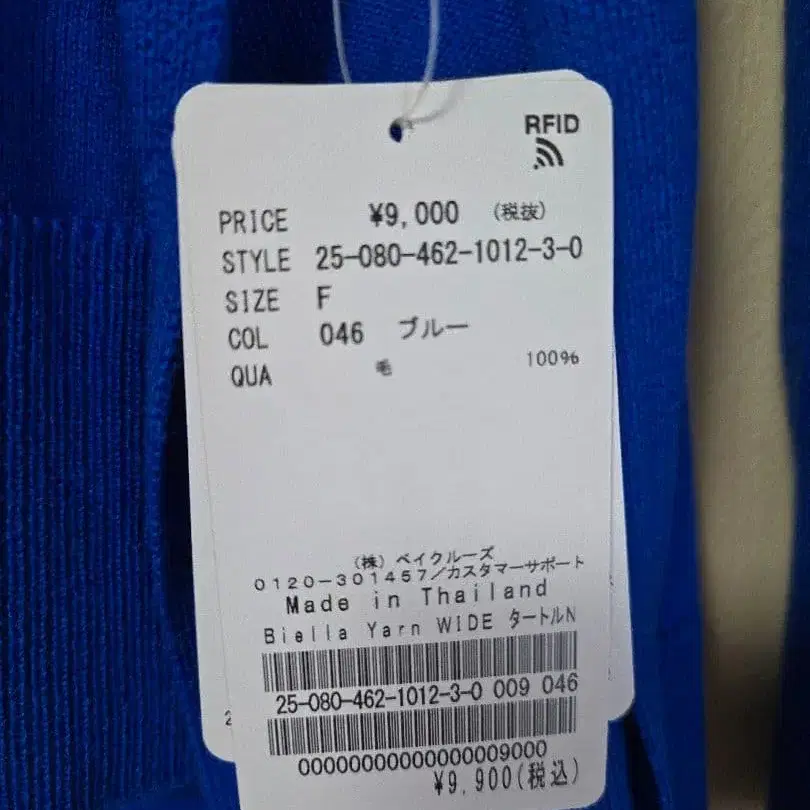 RFID
PRICE ¥9,000 (税抜)
STYLE 25-080-462-1012-3-0
SIZE F
COL 046 ブルー
QUA 毛 100%
(株) ベイクルーズ
0120-301457/カスタマーサポート
Made in Thailand
Biella Yarn WIDE タートルN
25-080-462-1012-3-0 009 046
00000000000000009000
¥9,900(税込)